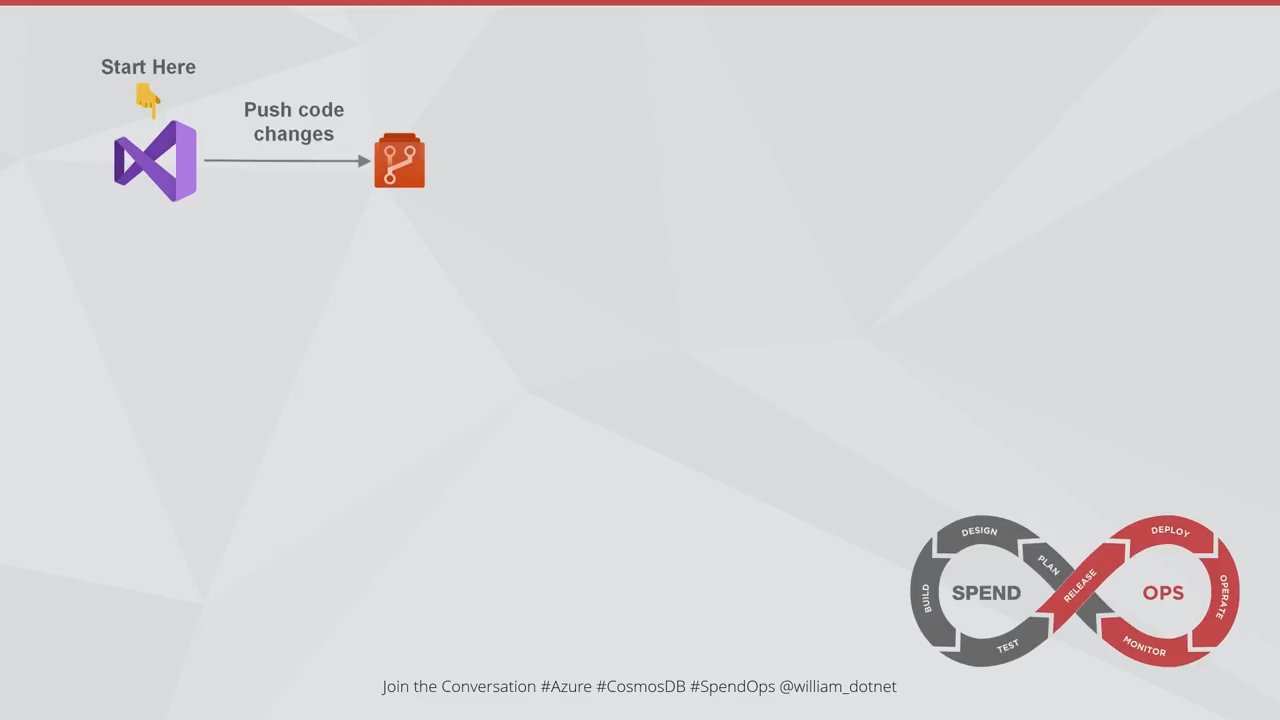 Start Here
Push code
changes
DESIGN
PLAN
BUILD
SPEND
TEST
RELEASE
DEPLOY
OPS
OPERATE
MONITOR
Join the Conversation #Azure #CosmosDB #SpendOps @william_dotnet